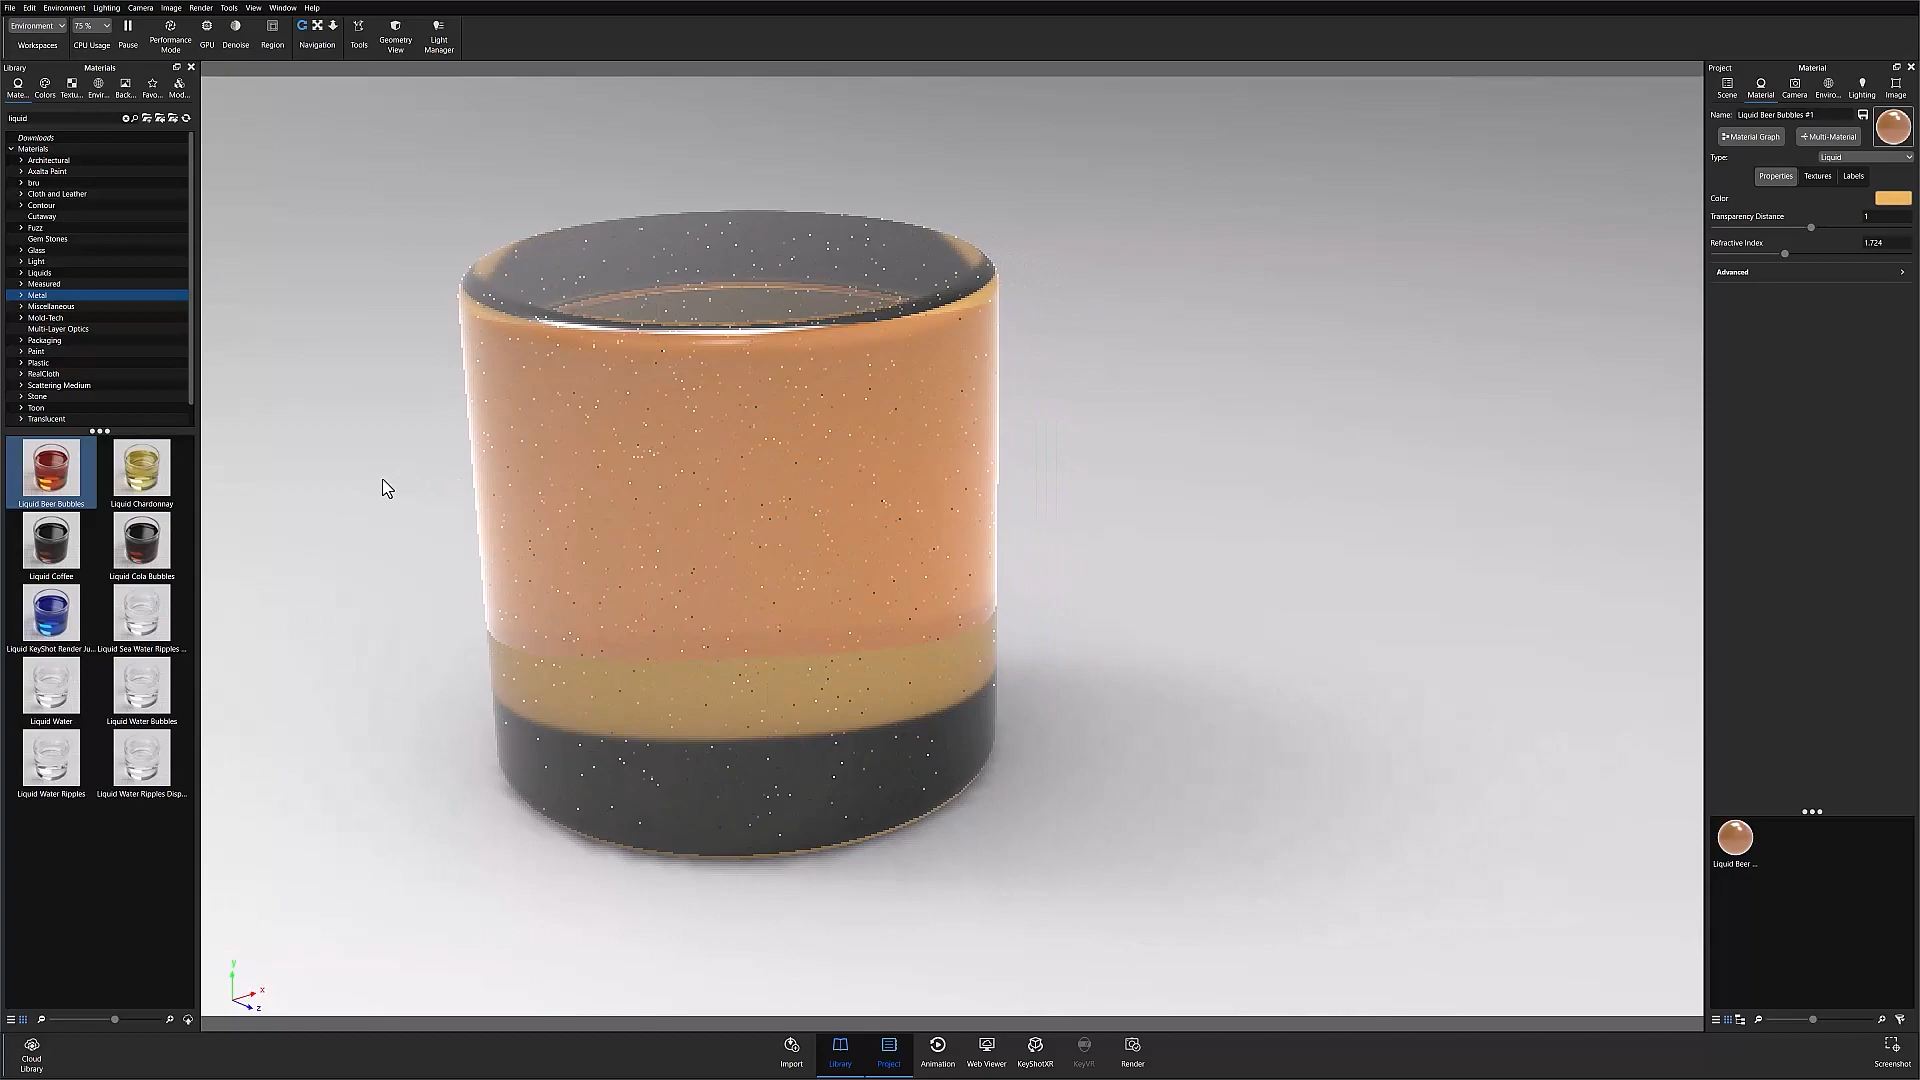 File Edit Environment Lighting Camera Image Render Tools View Window Help
Environment 75 %
Workspaces CPU Usage Pause Performance Mode GPU Denoise Region Navigation Tools Geometry View Light Manager
Library Materials
Mate... Colors Textu... Envir... Back... Favo... Mod...
liquid
Downloads
Materials
Architectural
Axalta Paint
bru
Cloth and Leather
Contour
Cutaway
Fuzz
Gem Stones
Glass
Light
Liquids
Measured
Metal
Miscellaneous
Mold-Tech
Multi-Layer Optics
Packaging
Paint
Plastic
RealCloth
Scattering Medium
Stone
Toon
Translucent
Liquid Beer Bubbles Liquid Chardonnay
Liquid Coffee Liquid Cola Bubbles
Liquid KeyShot Render Ju... Liquid Sea Water Ripples ...
Liquid Water Liquid Water Bubbles
Liquid Water Ripples Liquid Water Ripples Disp...
Cloud Library
y
x
z
Import Library Project Animation Web Viewer KeyShotXR KeyVR Render
Project Material
Scene Material Camera Enviro... Lighting Image
Name: Liquid Beer Bubbles #1
Material Graph Multi-Material
Type: Liquid
Properties Textures Labels
Color
Transparency Distance 1
Refractive Index 1.724
Advanced
Liquid Beer ...
Screenshot